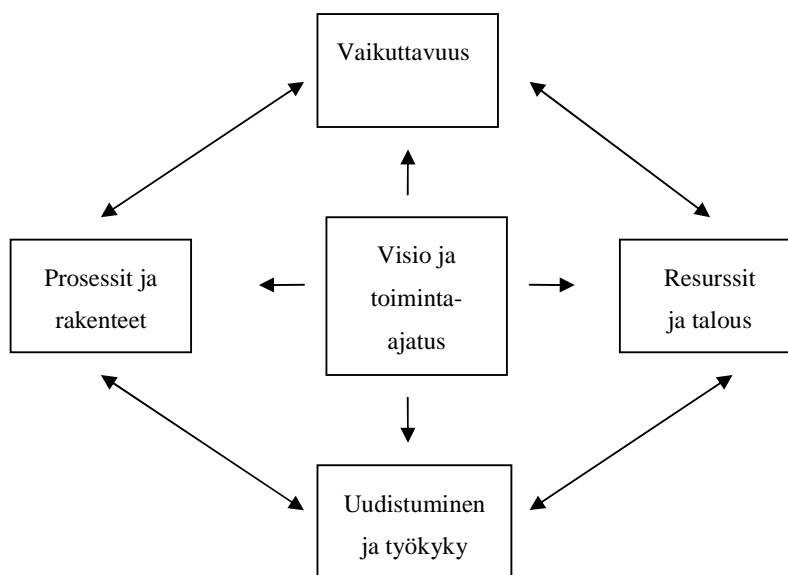 Vaikuttavuus
Prosessit ja
rakenteet
Visio ja
toiminta-
ajatus
Resurssit
ja talous
Uudistuminen
ja työkyky